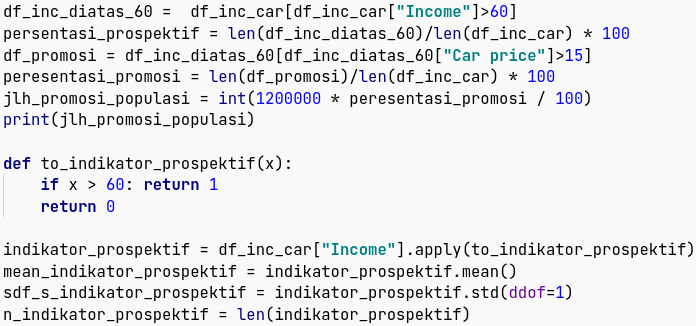 df_inc_diatas_60 =  df_inc_car[df_inc_car["Income"]>60]
persentasi_prospektif = len(df_inc_diatas_60)/len(df_inc_car) * 100
df_promosi = df_inc_diatas_60[df_inc_diatas_60["Car price"]>15]
peresentasi_promosi = len(df_promosi)/len(df_inc_car) * 100
jlh_promosi_populasi = int(1200000 * peresentasi_promosi / 100)
print(jlh_promosi_populasi)

def to_indikator_prospektif(x):
    if x > 60: return 1
    return 0

indikator_prospektif = df_inc_car["Income"].apply(to_indikator_prospektif)
mean_indikator_prospektif = indikator_prospektif.mean()
sdf_s_indikator_prospektif = indikator_prospektif.std(ddof=1)
n_indikator_prospektif = len(indikator_prospektif)